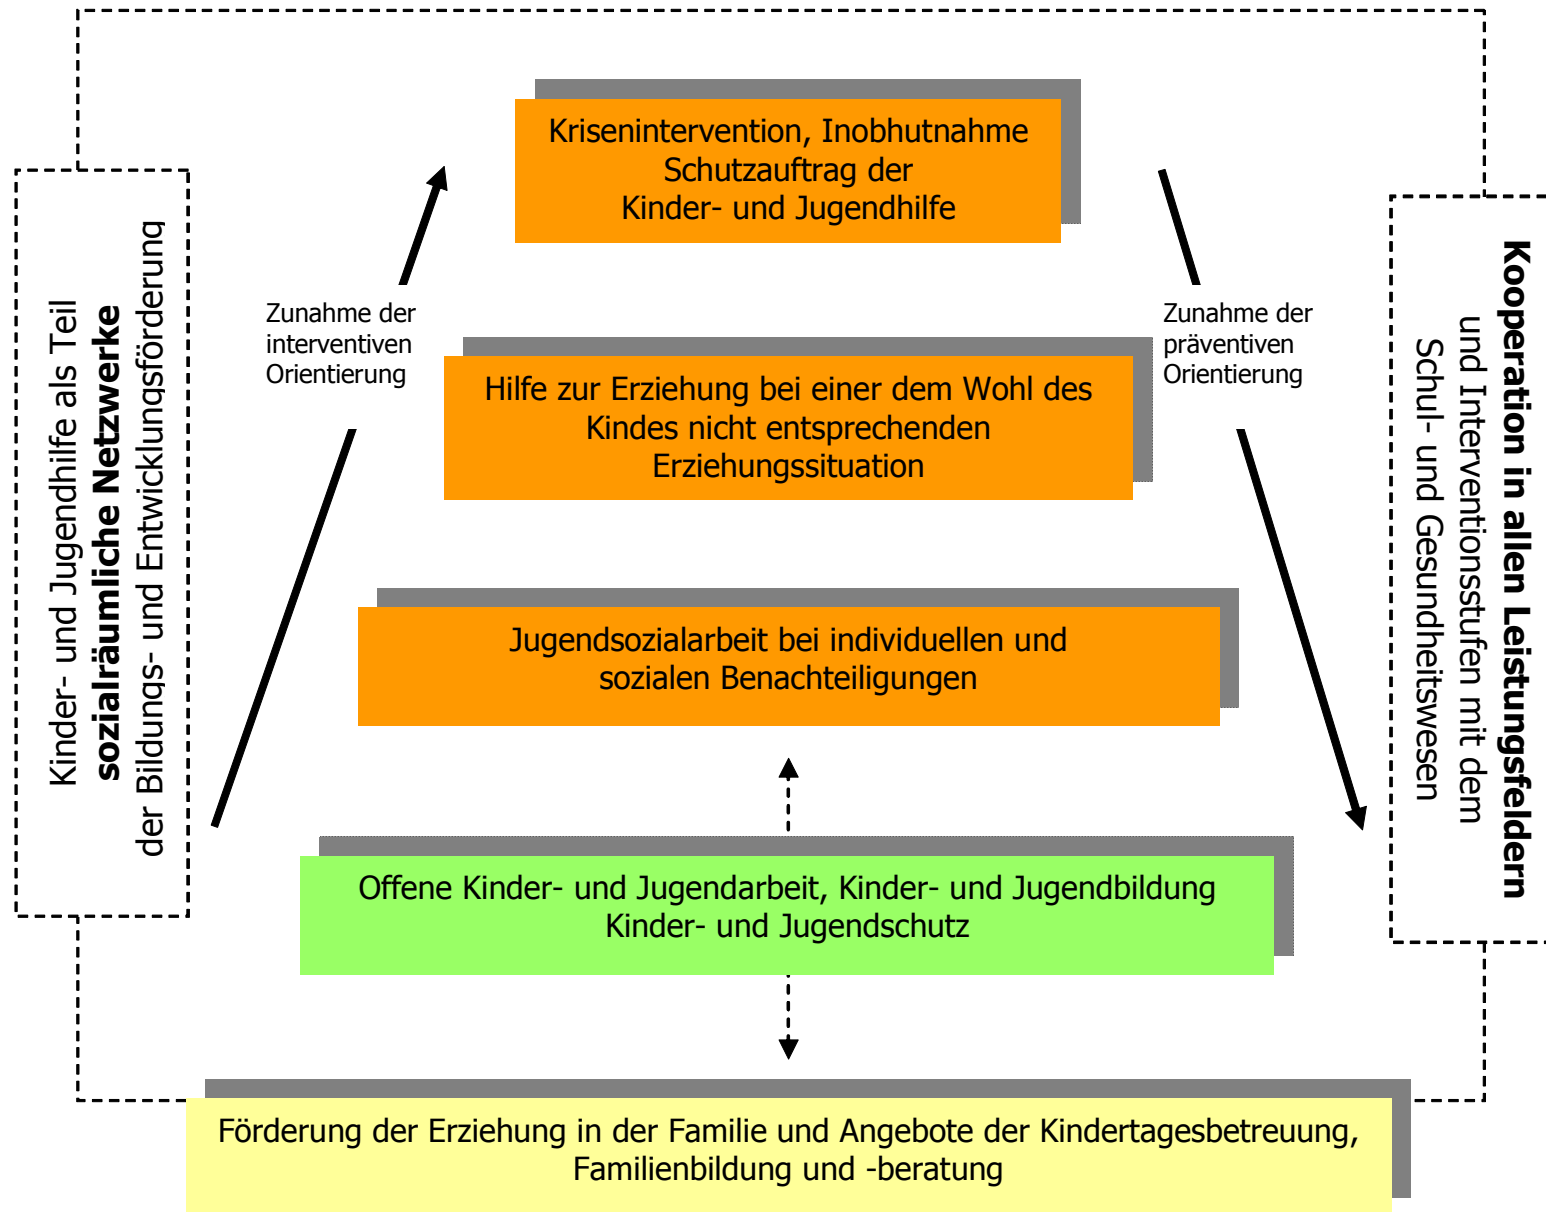 Krisenintervention, Inobhutnahme
Schutzauftrag der
Kinder- und Jugendhilfe
Kinder- und Jugendhilfe als Teil
sozialräumliche Netzwerke
der Bildungs- und Entwicklungsförderung
Zunahme der
interventiven
Orientierung
Zunahme der
präventiven
Orientierung
Kooperation in allen Leistungsfeldern
und Interventionsstufen mit dem
Schul- und Gesundheitswesen
Hilfe zur Erziehung bei einer dem Wohl des
Kindes nicht entsprechenden
Erziehungssituation
Jugendsozialarbeit bei individuellen und
sozialen Benachteiligungen
Offene Kinder- und Jugendarbeit, Kinder- und Jugendbildung
Kinder- und Jugendschutz
Förderung der Erziehung in der Familie und Angebote der Kindertagesbetreuung,
Familienbildung und -beratung